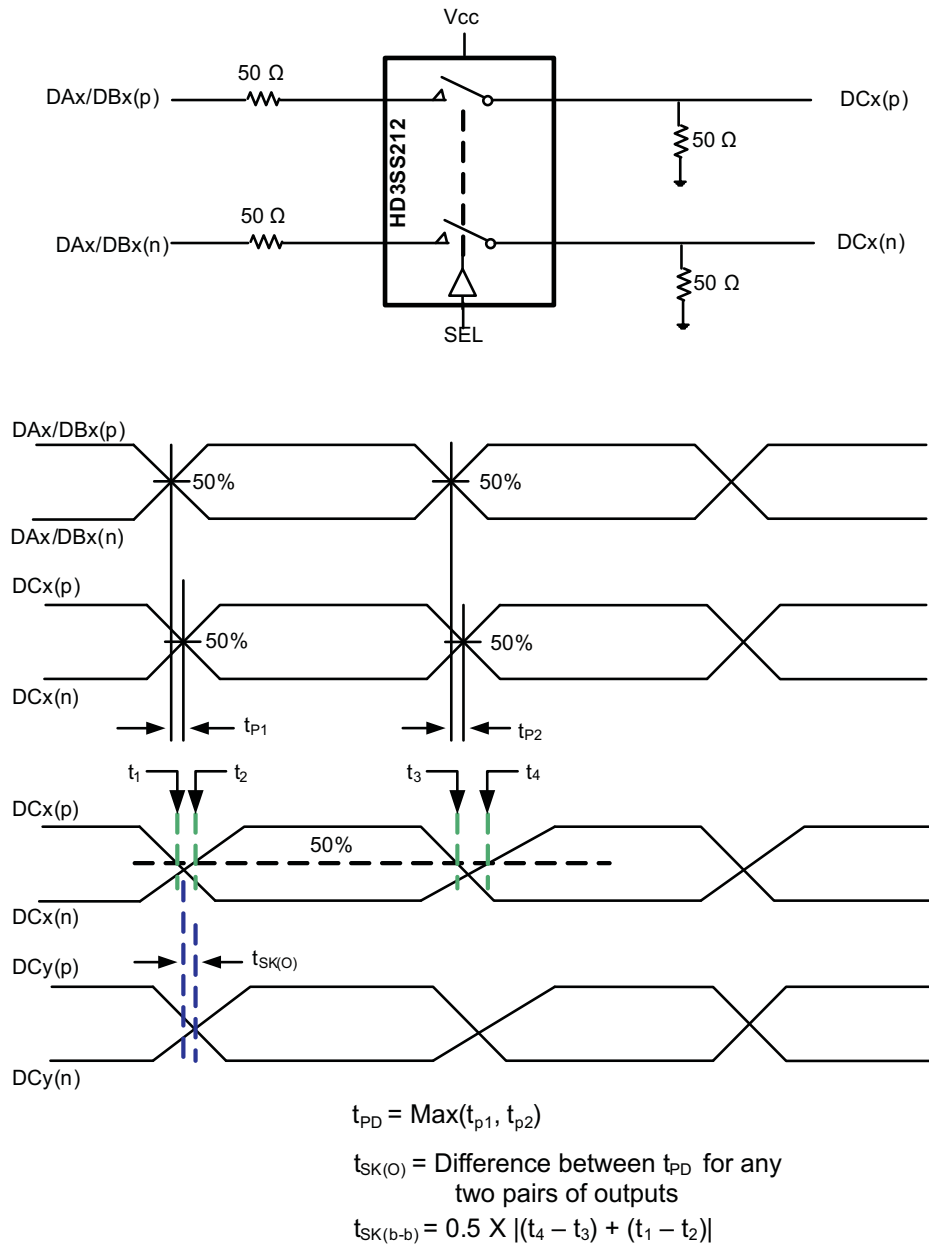 Vcc
50 Ω
DAx/DBx(p)
DCx(p)
HD3SS212
50 Ω
50 Ω
DAx/DBx(n)
DCx(n)
50 Ω
SEL
DAx/DBx(p)
50%
50%
DAx/DBx(n)
DCx(p)
50%
50%
DCx(n)
tP1
tP2
t1
t2
t3
t4
DCx(p)
50%
DCx(n)
DCy(p)
tSK(O)
DCy(n)
tPD = Max(tp1, tp2)
tSK(O) = Difference between tPD for any
two pairs of outputs
tSK(b-b) = 0.5 X |(t4 – t3) + (t1 – t2)|